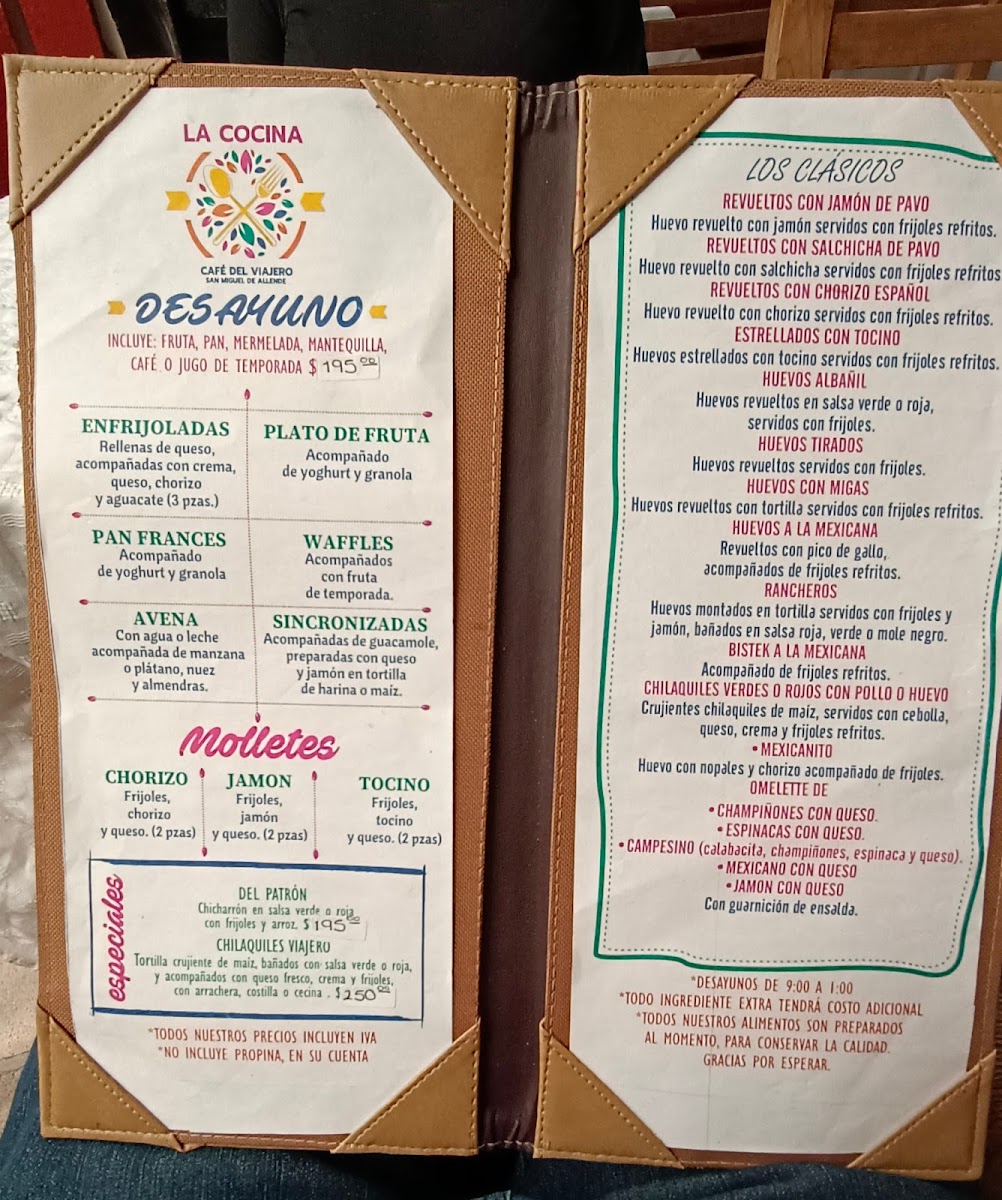 LA COCINA
CAFÉ DEL VIAJERO
SAN MIGUEL DE ALLENDE
DESAYUNO
INCLUYE: FRUTA, PAN, MERMELADA, MANTEQUILLA,
CAFÉ O JUGO DE TEMPORADA $ 195.00
ENFRIJOLADAS
Rellenas de queso,
acompañadas con crema,
queso, chorizo
y aguacate (3 pzas.)
PLATO DE FRUTA
Acompañado
de yoghurt y granola
PAN FRANCES
Acompañado
de yoghurt y granola
WAFFLES
Acompañados
con fruta
de temporada.
AVENA
Con agua o leche
acompañada de manzana
o plátano, nuez
y almendras.
SINCRONIZADAS
Acompañadas de guacamole,
preparadas con queso
y jamón en tortilla
de harina o maíz.
Molletes
CHORIZO
Frijoles,
chorizo
y queso. (2 pzas)
JAMON
Frijoles,
jamón
y queso. (2 pzas)
TOCINO
Frijoles,
tocino
y queso. (2 pzas)
especiales
DEL PATRÓN
Chicharrón en salsa verde o roja
con frijoles y arroz. $ 195.00
CHILAQUILES VIAJERO
Tortilla crujiente de maíz, bañados con salsa verde o roja,
y acompañados con queso fresco, crema y frijoles,
con arrachera, costilla o cecina . $ 250.00
*TODOS NUESTROS PRECIOS INCLUYEN IVA
*NO INCLUYE PROPINA, EN SU CUENTA
LOS CLÁSICOS
REVUELTOS CON JAMÓN DE PAVO
Huevo revuelto con jamón servidos con frijoles refritos.
REVUELTOS CON SALCHICHA DE PAVO
Huevo revuelto con salchicha servidos con frijoles refritos
REVUELTOS CON CHORIZO ESPAÑOL
Huevo revuelto con chorizo servidos con frijoles refritos.
ESTRELLADOS CON TOCINO
Huevos estrellados con tocino servidos con frijoles refritos.
HUEVOS ALBAÑIL
Huevos revueltos en salsa verde o roja,
servidos con frijoles.
HUEVOS TIRADOS
Huevos revueltos servidos con frijoles.
HUEVOS CON MIGAS
Huevos revueltos con tortilla servidos con frijoles refritos.
HUEVOS A LA MEXICANA
Revueltos con pico de gallo,
acompañados de frijoles refritos.
RANCHEROS
Huevos montados en tortilla servidos con frijoles y
jamón, bañados en salsa roja, verde o mole negro.
BISTEK A LA MEXICANA
Acompañado de frijoles refritos.
CHILAQUILES VERDES O ROJOS CON POLLO O HUEVO
Crujientes chilaquiles de maíz, servidos con cebolla,
queso, crema y frijoles refritos.
•MEXICANITO
Huevo con nopales y chorizo acompañado de frijoles.
OMELETTE DE
•CHAMPIÑONES CON QUESO.
•ESPINACAS CON QUESO.
•CAMPESINO (calabacita, champiñones, espinaca y queso).
•MEXICANO CON QUESO
•JAMON CON QUESO
Con guarnición de ensalda.
*DESAYUNOS DE 9:00 A 1:00
*TODO INGREDIENTE EXTRA TENDRÁ COSTO ADICIONAL
*TODOS NUESTROS ALIMENTOS SON PREPARADOS
AL MOMENTO, PARA CONSERVAR LA CALIDAD.
GRACIAS POR ESPERAR.